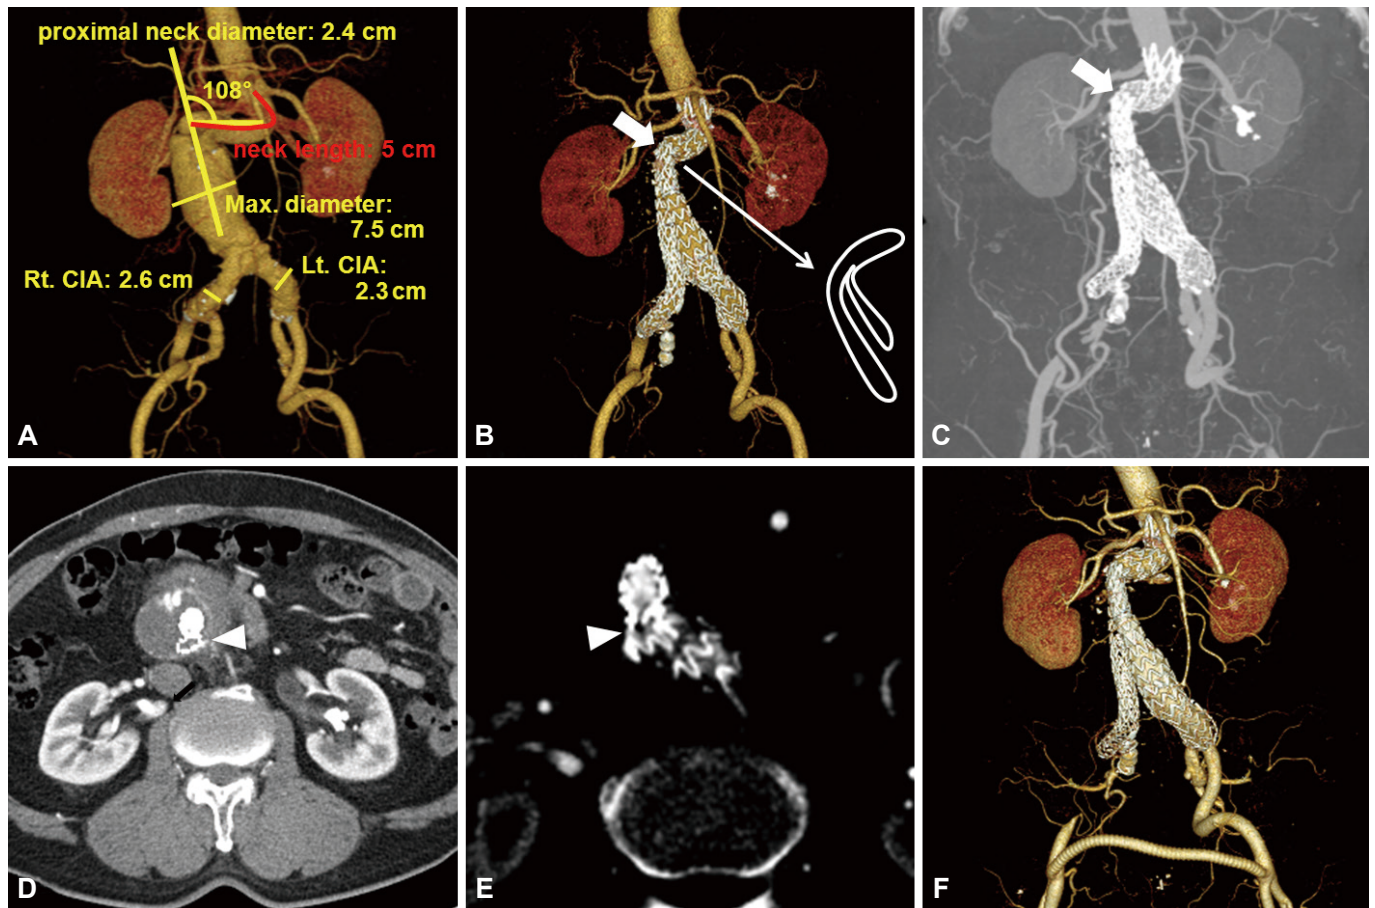 proximal neck diameter: 2.4 cm
108°
neck length: 5 cm
Max. diameter:
7.5 cm
Lt. CIA:
2.3 cm
Rt. CIA: 2.6 cm
A
B
C
D
E
F